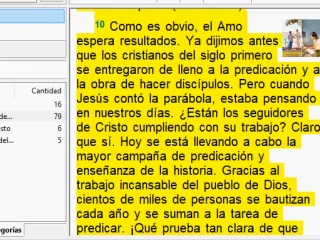 10 Como es obvio, el Amo
espera resultados. Ya dijimos antes
que los cristianos del siglo primero
se entregaron de lleno a la predicación y a
la obra de hacer discípulos. Pero cuando
Jesús contó la parábola, estaba pensando
en nuestros días. ¿Están los seguidores
de Cristo cumpliendo con su trabajo? Claro
que sí. Hoy se está llevando a cabo la
mayor campaña de predicación y
enseñanza de la historia. Gracias al
trabajo incansable del pueblo de Dios,
cientos de miles de personas se bautizan
cada año y se suman a la tarea de
predicar. ¡Qué prueba tan clara de que
Cantidad
16
de... 79
esto 6
del... 5
egorías